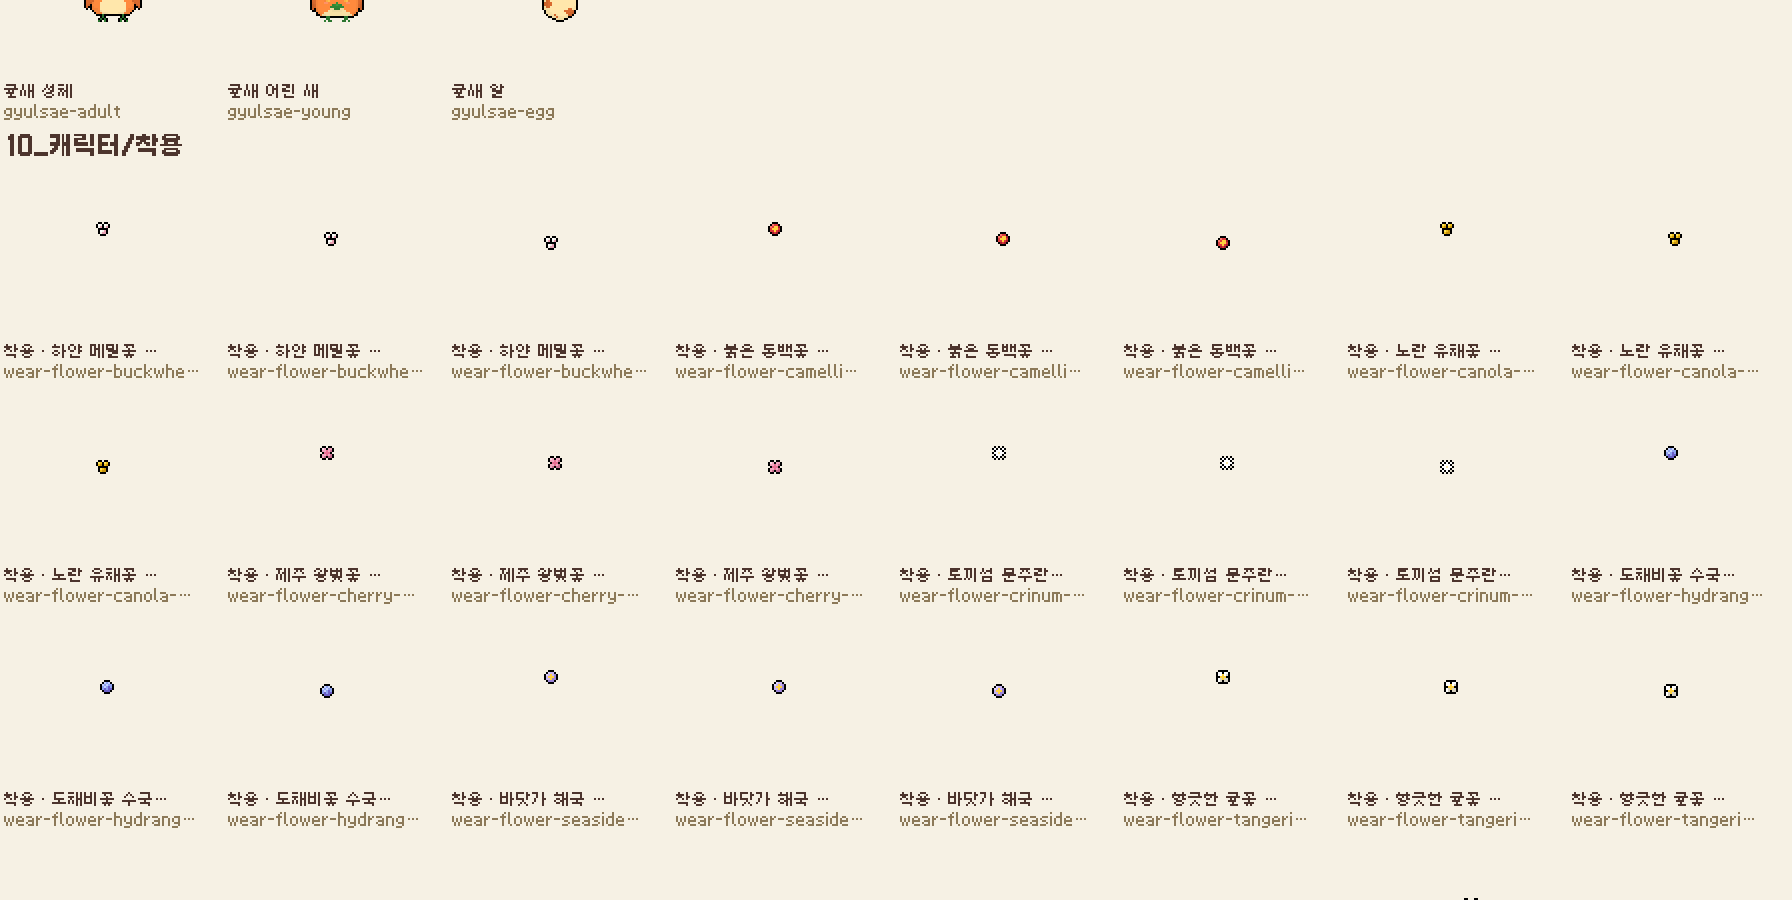 귤새 성체
gyulsae-adult
귤새 어린 새
gyulsae-young
귤새 알
gyulsae-egg
10_캐릭터/착용
착용 · 하얀 메밀꽃 …
wear-flower-buckwhe…
착용 · 하얀 메밀꽃 …
wear-flower-buckwhe…
착용 · 하얀 메밀꽃 …
wear-flower-buckwhe…
착용 · 붉은 동백꽃 …
wear-flower-camelli…
착용 · 붉은 동백꽃 …
wear-flower-camelli…
착용 · 붉은 동백꽃 …
wear-flower-camelli…
착용 · 노란 유채꽃 …
wear-flower-canola-…
착용 · 노란 유채꽃 …
wear-flower-canola-…
착용 · 노란 유채꽃 …
wear-flower-canola-…
착용 · 제주 왕벚꽃 …
wear-flower-cherry-…
착용 · 제주 왕벚꽃 …
wear-flower-cherry-…
착용 · 제주 왕벚꽃 …
wear-flower-cherry-…
착용 · 토끼섬 문주란…
wear-flower-crinum-…
착용 · 토끼섬 문주란…
wear-flower-crinum-…
착용 · 토끼섬 문주란…
wear-flower-crinum-…
착용 · 도채비꽃 수국…
wear-flower-hydrang…
착용 · 도채비꽃 수국…
wear-flower-hydrang…
착용 · 도채비꽃 수국…
wear-flower-hydrang…
착용 · 바닷가 해국 …
wear-flower-seaside…
착용 · 바닷가 해국 …
wear-flower-seaside…
착용 · 바닷가 해국 …
wear-flower-seaside…
착용 · 향긋한 귤꽃 …
wear-flower-tangeri…
착용 · 향긋한 귤꽃 …
wear-flower-tangeri…
착용 · 향긋한 귤꽃 …
wear-flower-tangeri…